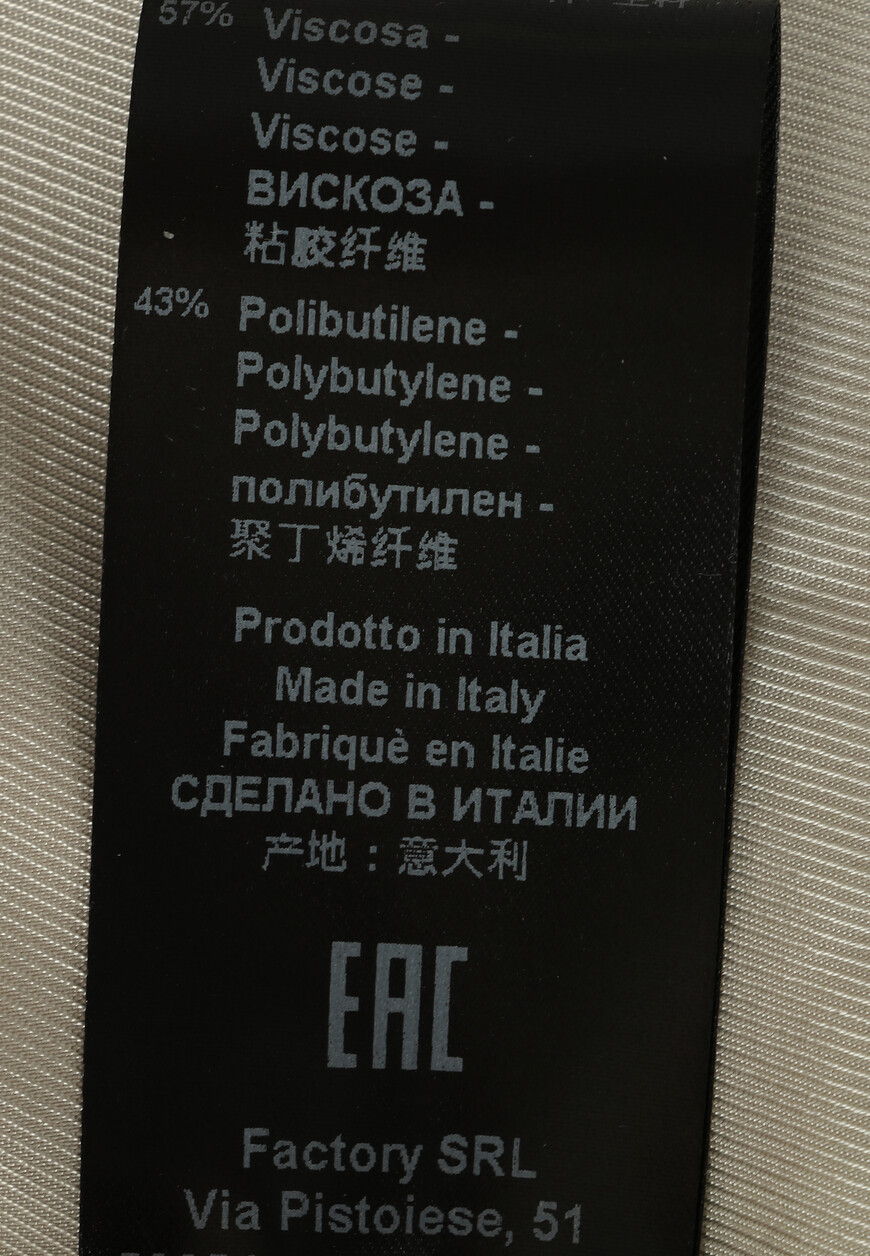 57% Viscosa -
Viscose -
Viscose -
ВИСКОЗА -
粘胶纤维
43% Polibutilene -
Polybutylene -
Polybutylene -
полибутилен -
聚丁烯纤维
Prodotto in Italia
Made in Italy
Fabriquè en Italie
СДЕЛАНО В ИТАЛИИ
产地：意大利
EAC
Factory SRL
Via Pistoiese, 51